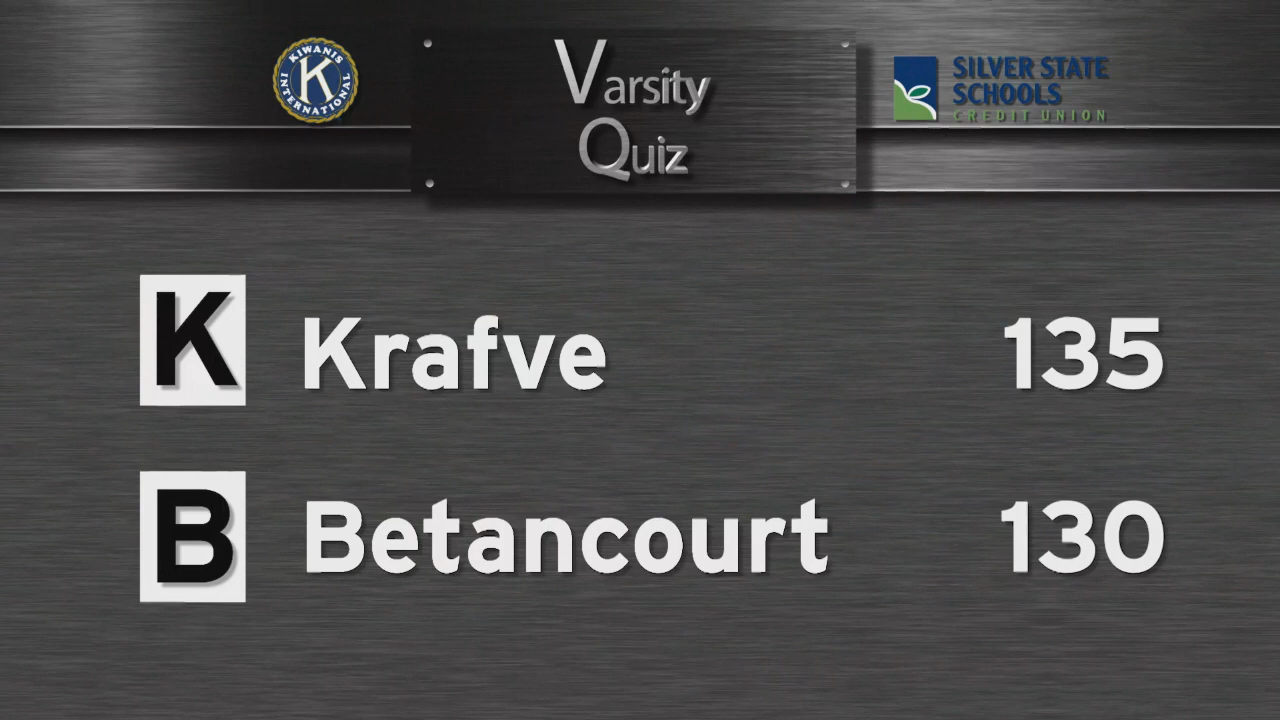 KIWANIS
K
INTERNATIONAL
Varsity
Quiz
SILVER STATE
SCHOOLS
CREDIT UNION
K Krafve 135
B Betancourt 130